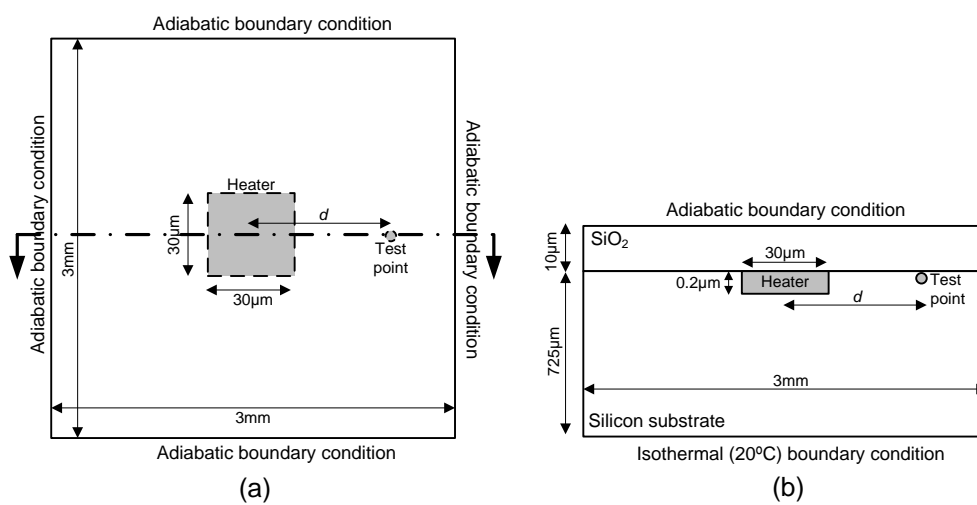 Adiabatic boundary condition
Adiabatic boundary condition
3mm
Heater
30µm
d
Test
point
30µm
Adiabatic boundary condition
3mm
Adiabatic boundary condition
(a)
Adiabatic boundary condition
10µm
SiO2
30µm
0.2µm
Heater
Test
point
d
725µm
3mm
Silicon substrate
Isothermal (20ºC) boundary condition
(b)